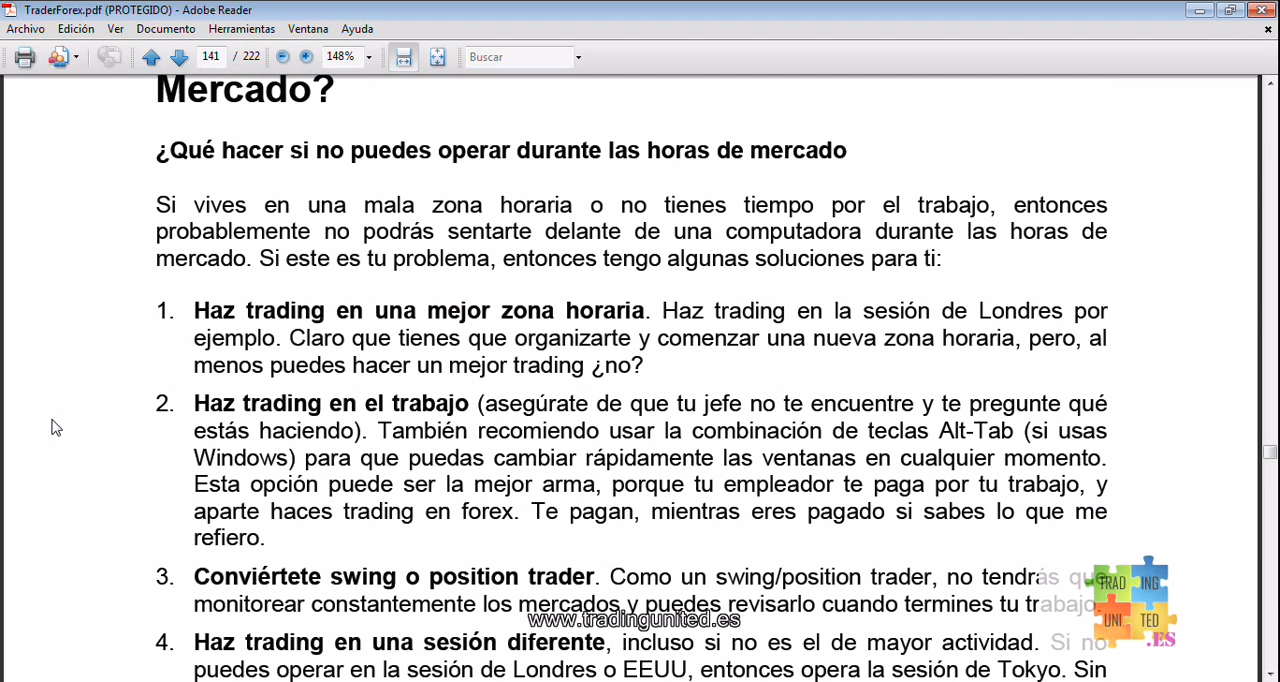 TraderForex.pdf (PROTEGIDO) - Adobe Reader
Archivo Edición Ver Documento Herramientas Ventana Ayuda
141 / 222 148% Buscar
Mercado?
¿Qué hacer si no puedes operar durante las horas de mercado
Si vives en una mala zona horaria o no tienes tiempo por el trabajo, entonces
probablemente no podrás sentarte delante de una computadora durante las horas de
mercado. Si este es tu problema, entonces tengo algunas soluciones para ti:
1. Haz trading en una mejor zona horaria. Haz trading en la sesión de Londres por
ejemplo. Claro que tienes que organizarte y comenzar una nueva zona horaria, pero, al
menos puedes hacer un mejor trading ¿no?
2. Haz trading en el trabajo (asegúrate de que tu jefe no te encuentre y te pregunte qué
estás haciendo). También recomiendo usar la combinación de teclas Alt-Tab (si usas
Windows) para que puedas cambiar rápidamente las ventanas en cualquier momento.
Esta opción puede ser la mejor arma, porque tu empleador te paga por tu trabajo, y
aparte haces trading en forex. Te pagan, mientras eres pagado si sabes lo que me
refiero.
3. Conviértete swing o position trader. Como un swing/position trader, no tendrás que
monitorear constantemente los mercados y puedes revisarlo cuando termines tu trabajo.
www.tradingunited.es
TRAD ING
UNI TED
.ES
4. Haz trading en una sesión diferente, incluso si no es el de mayor actividad. Si no
puedes operar en la sesión de Londres o EEUU, entonces opera la sesión de Tokyo. Sin